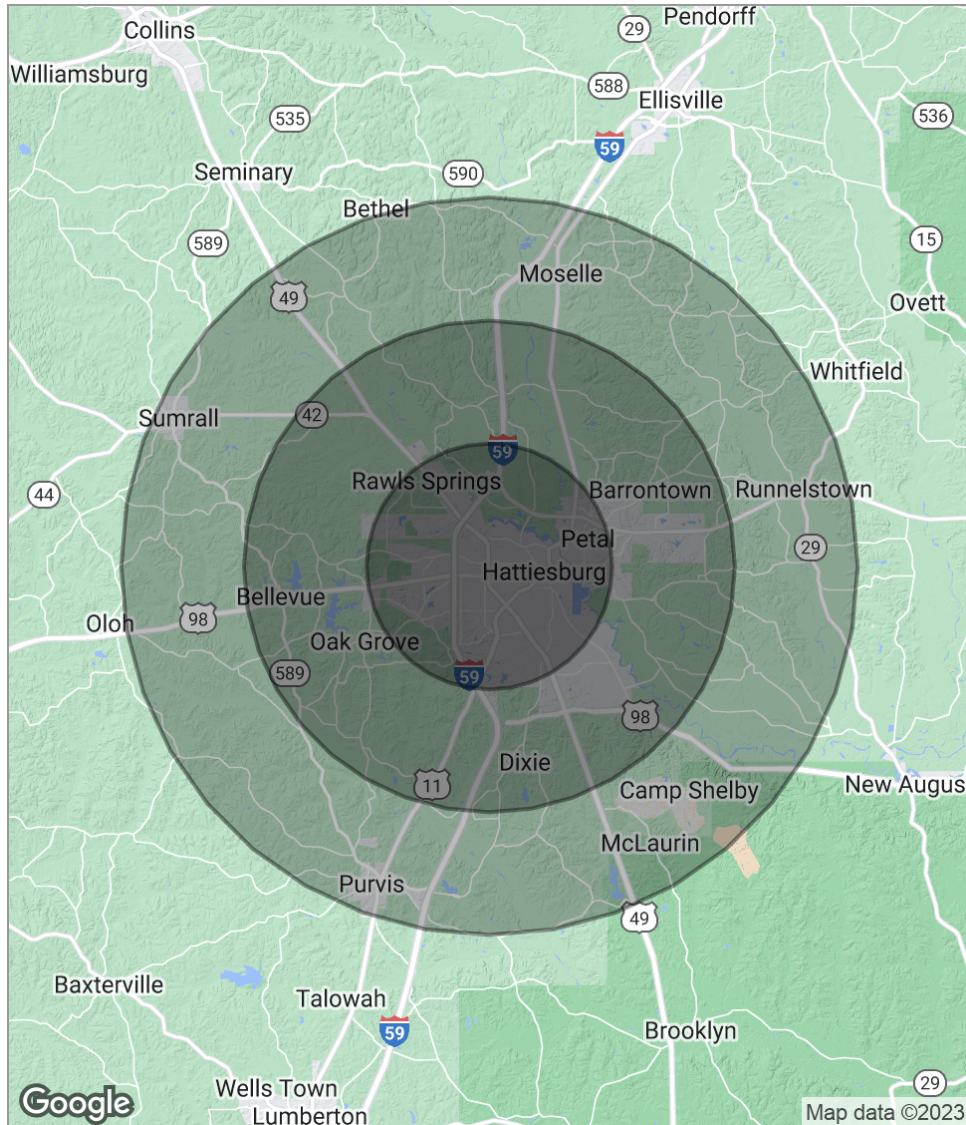 Pendorff
29
Collins
Williamsburg
588
Ellisville
535
536
59
Seminary
590
Bethel
589
15
Moselle
49
Ovett
Whitfield
Sumrall
42
59
Rawls Springs
Barrontown
Runnelstown
44
Petal
29
Hattiesburg
Bellevue
98
Oloh
Oak Grove
589
59
98
Dixie
11
Camp Shelby
New Augus
McLaurin
Purvis
49
Baxterville
Talowah
59
Brooklyn
Wells Town
29
Google
Lumberton
Map data ©2023